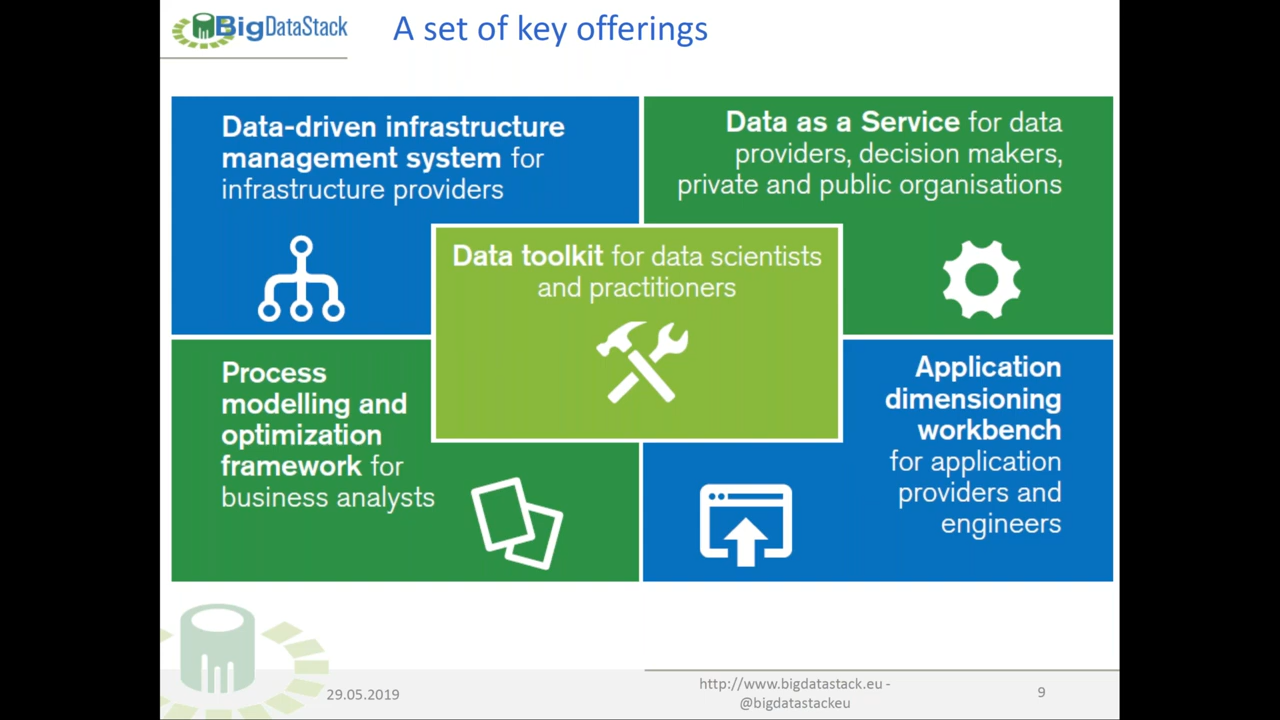 BigDataStack
A set of key offerings
Data-driven infrastructure
management system for
infrastructure providers
Data as a Service for data
providers, decision makers,
private and public organisations
Data toolkit for data scientists
and practitioners
Process
modelling and
optimization
framework for
business analysts
Application
dimensioning
workbench
for application
providers and
engineers
29.05.2019
http://www.bigdatastack.eu -
@bigdatastackeu
9